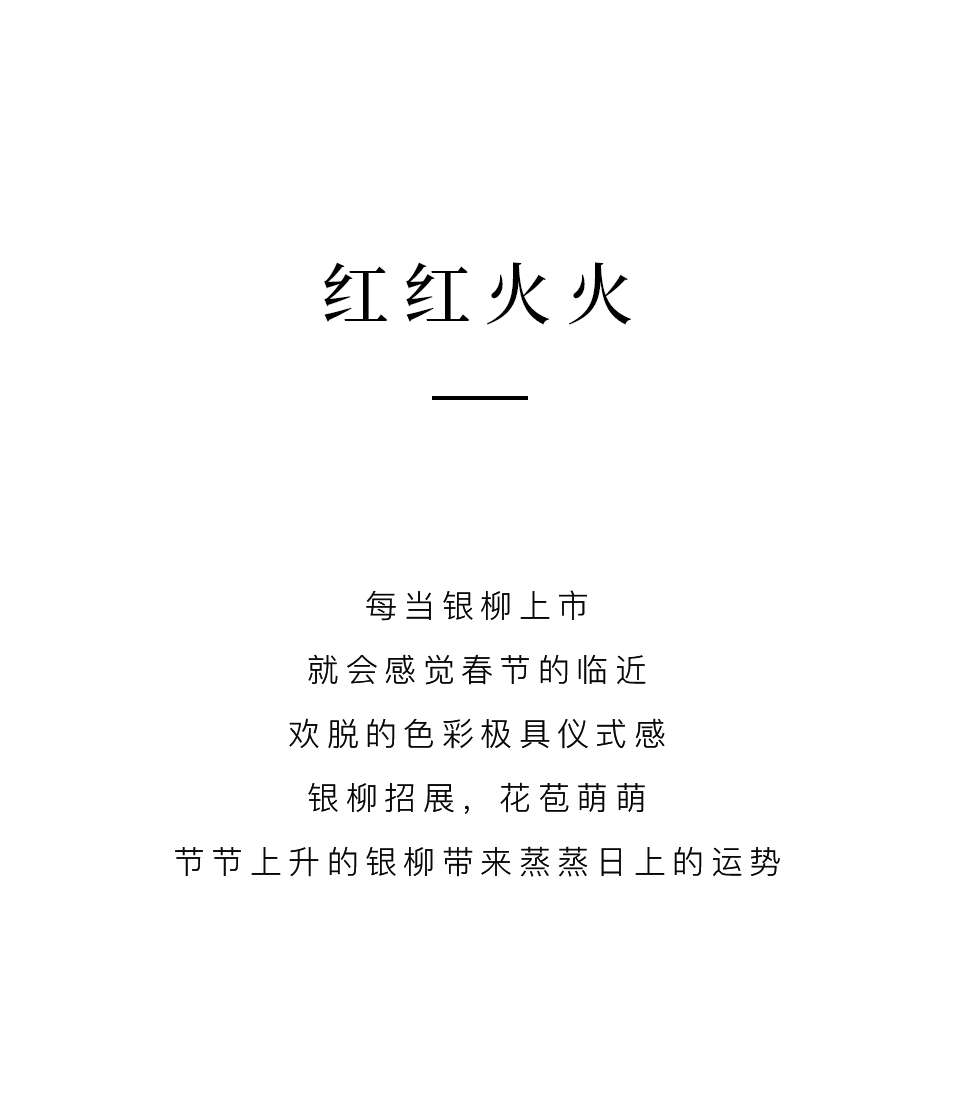 红红火火
每当银柳上市
就会感觉春节的临近
欢脱的色彩极具仪式感
银柳招展，花苞萌萌
节节上升的银柳带来蒸蒸日上的运势